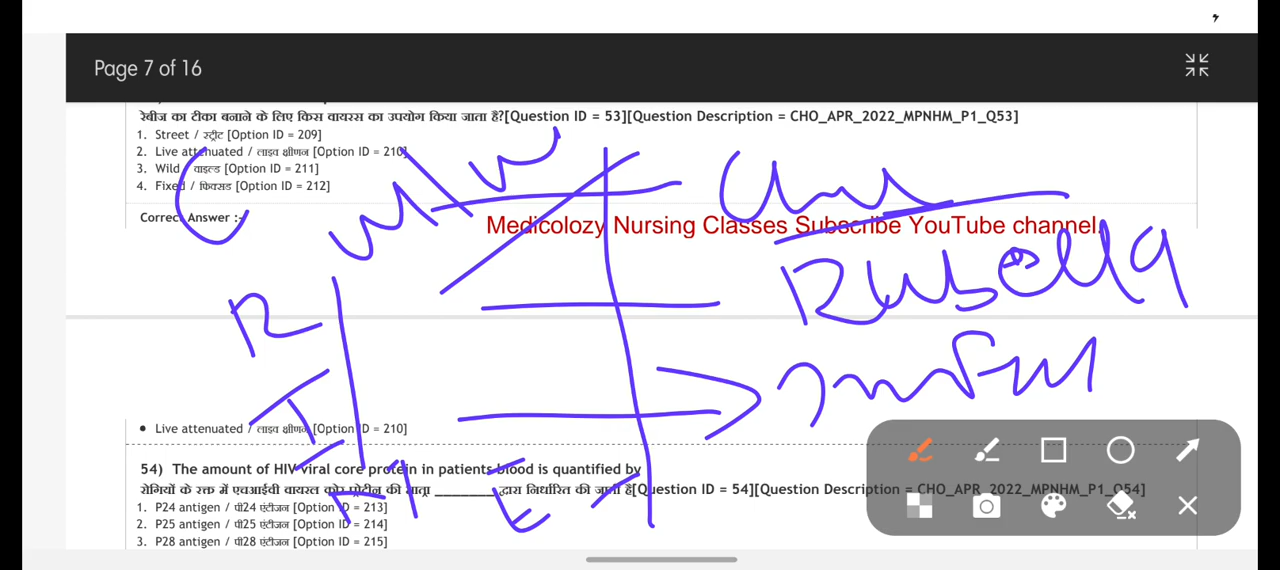 Page 7 of 16
रेबीज का टीका बनाने के लिए किस वायरस का उपयोग किया जाता है?[Question ID = 53][Question Description = CHO_APR_2022_MPNHM_P1_Q53]
1. Street / स्ट्रीट [Option ID = 209]
2. Live attenuated / लाइव क्षीणन [Option ID = 210]
3. Wild / वाइल्ड [Option ID = 211]
4. Fixed / फिक्सड [Option ID = 212]
Correct Answer :-
Medicolozy Nursing Classes Subscribe YouTube channel.
Rubella
R
• Live attenuated / लाइव क्षीणन [Option ID = 210]
54) The amount of HIV viral core protein in patients blood is quantified by
रोगियों के रक्त में एचआईवी वायरल कोर प्रोटीन की मात्रा ________ द्वारा निर्धारित की जाती है[Question ID = 54][Question Description = CHO_APR_2022_MPNHM_P1_Q54]
1. P24 antigen / पी24 एंटीजन [Option ID = 213]
2. P25 antigen / पी25 एंटीजन [Option ID = 214]
3. P28 antigen / पी28 एंटीजन [Option ID = 215]